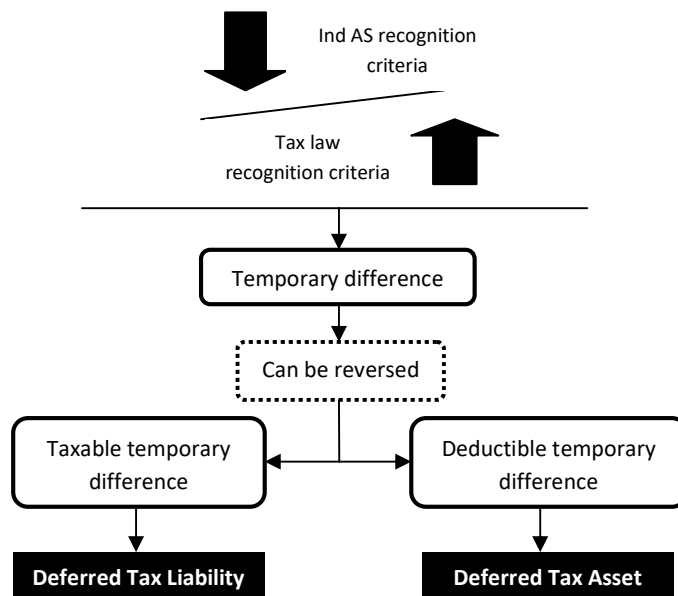 Ind AS recognition
criteria
Tax law
recognition criteria
Temporary difference
Can be reversed
Taxable temporary
difference
Deductible temporary
difference
Deferred Tax Liability
Deferred Tax Asset